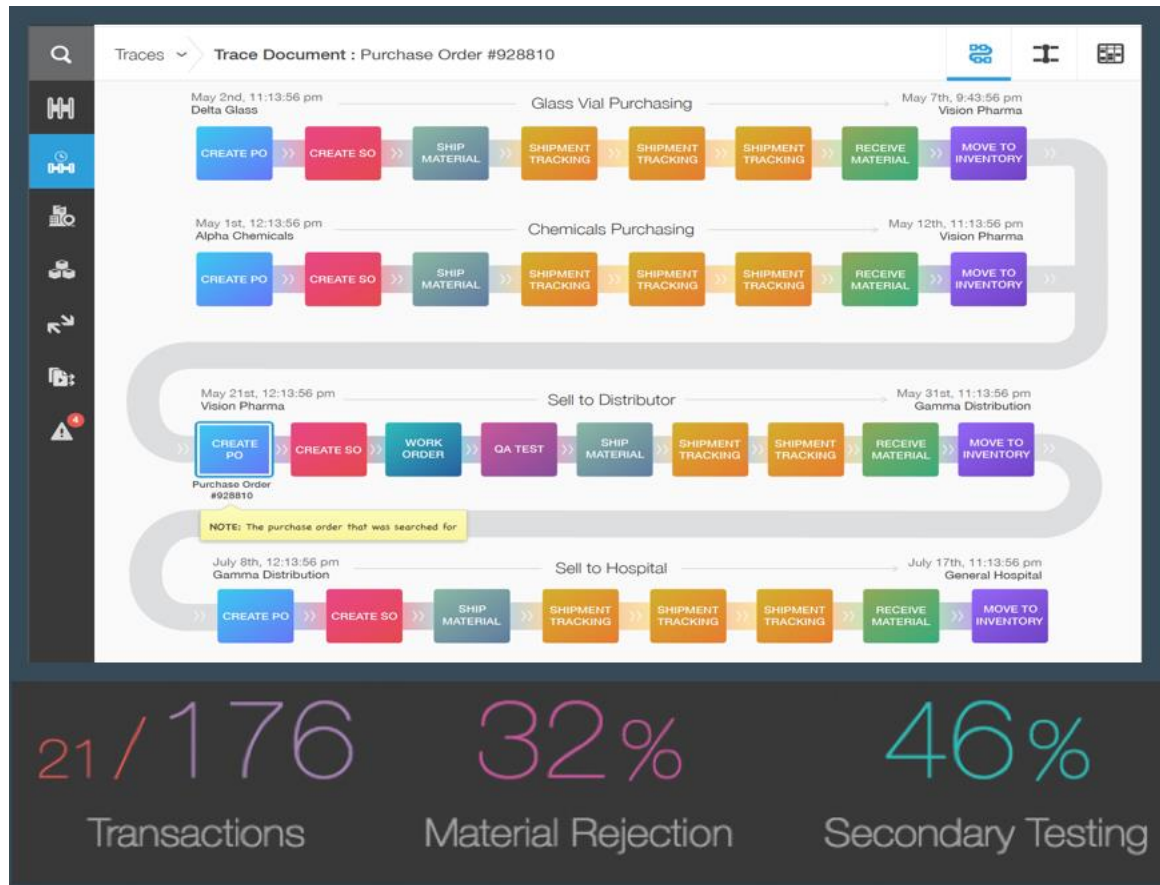 Traces
Trace Document : Purchase Order #928810
May 2nd, 11:13:56 pm
Delta Glass
Glass Vial Purchasing
May 7th, 9:43:56 pm
Vision Pharma
CREATE PO
CREATE SO
SHIP
MATERIAL
SHIPMENT
TRACKING
SHIPMENT
TRACKING
SHIPMENT
TRACKING
RECEIVE
MATERIAL
MOVE TO
INVENTORY
May 1st, 12:13:56 pm
Alpha Chemicals
Chemicals Purchasing
May 12th, 11:13:56 pm
Vision Pharma
CREATE PO
CREATE SO
SHIP
MATERIAL
SHIPMENT
TRACKING
SHIPMENT
TRACKING
SHIPMENT
TRACKING
RECEIVE
MATERIAL
MOVE TO
INVENTORY
4
May 21st, 12:13:56 pm
Vision Pharma
Sell to Distributor
May 31st, 11:13:56 pm
Gamma Distribution
CREATE
PO
CREATE SO
WORK
ORDER
QA TEST
SHIP
MATERIAL
SHIPMENT
TRACKING
SHIPMENT
TRACKING
RECEIVE
MATERIAL
MOVE TO
INVENTORY
Purchase Order
#928810
NOTE: The purchase order that was searched for
July 8th, 12:13:56 pm
Gamma Distribution
Sell to Hospital
July 17th, 11:13:56 pm
General Hospital
CREATE PO
CREATE SO
SHIP
MATERIAL
SHIPMENT
TRACKING
SHIPMENT
TRACKING
SHIPMENT
TRACKING
RECEIVE
MATERIAL
MOVE TO
INVENTORY
21/176
Transactions
32%
Material Rejection
46%
Secondary Testing